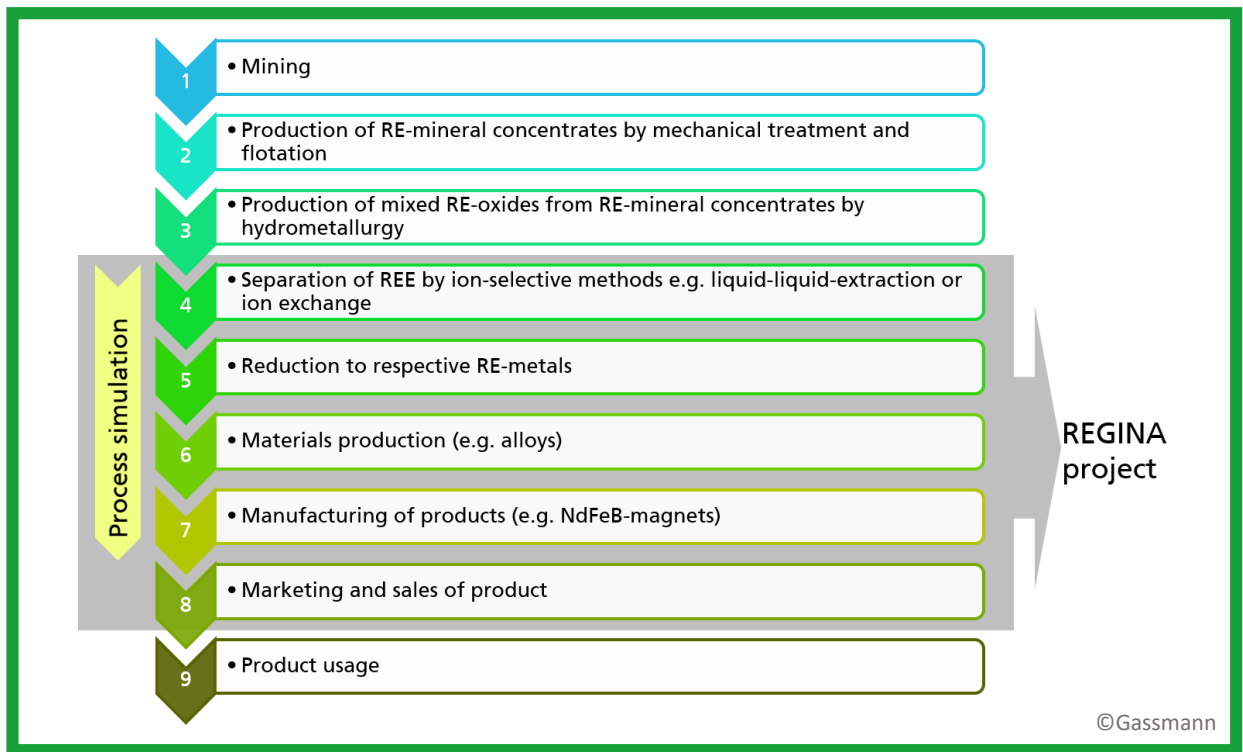 1
• Mining
2
• Production of RE-mineral concentrates by mechanical treatment and
flotation
3
• Production of mixed RE-oxides from RE-mineral concentrates by
hydrometallurgy
Process simulation
4
• Separation of REE by ion-selective methods e.g. liquid-liquid-extraction or
ion exchange
5
• Reduction to respective RE-metals
6
• Materials production (e.g. alloys)
7
• Manufacturing of products (e.g. NdFeB-magnets)
8
• Marketing and sales of product
REGINA
project
9
• Product usage
©Gassmann